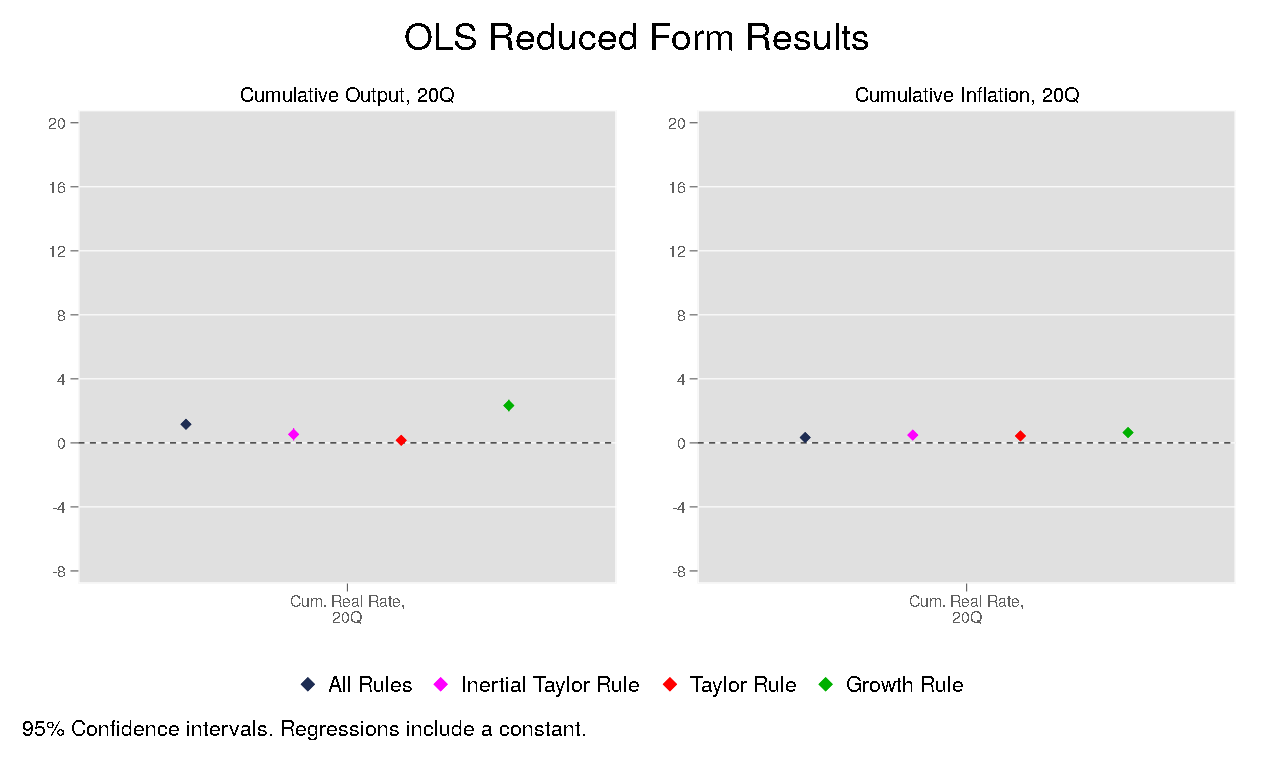 OLS Reduced Form Results
Cumulative Output, 20Q
20
16
12
8
4
0
-4
-8
Cum. Real Rate,
20Q
Cumulative Inflation, 20Q
20
16
12
8
4
0
-4
-8
Cum. Real Rate,
20Q
All Rules Inertial Taylor Rule Taylor Rule Growth Rule
95% Confidence intervals. Regressions include a constant.